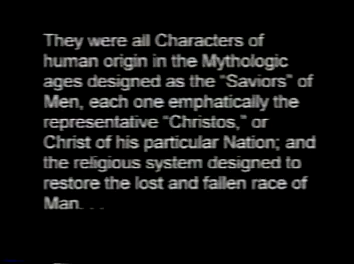 They were all Characters of
human origin in the Mythologic
ages designed as the “Saviors” of
Men, each one emphatically the
representative “Christos,” or
Christ of his particular Nation; and
the religious system designed to
restore the lost and fallen race of
Man. . .